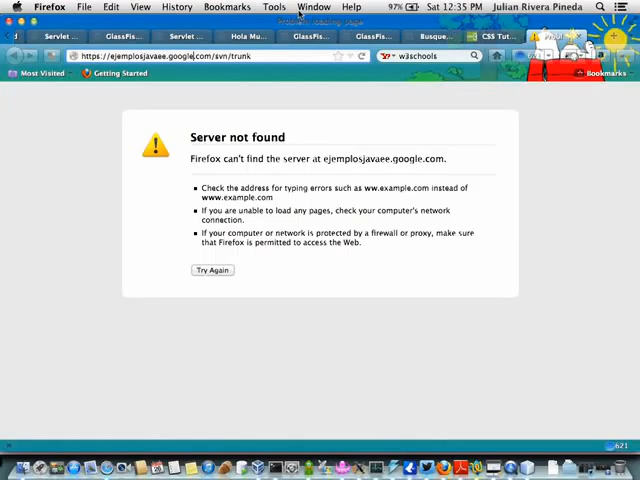 Firefox File Edit View History Bookmarks Tools Window Help 97% Sat 12:35 PM Julian Rivera Pineda
Problem loading page
Servlet ... GlassFis... Servlet ... Hola Mu... GlassFis... GlassFis... Busque... CSS Tut...
https://ejemplosjavaee.google.com/svn/trunk w3schools
Most Visited Getting Started Bookmarks
Server not found
Firefox can't find the server at ejemplosjavaee.google.com.
Check the address for typing errors such as ww.example.com instead of
www.example.com
If you are unable to load any pages, check your computer's network
connection.
If your computer or network is protected by a firewall or proxy, make sure
that Firefox is permitted to access the Web.
Try Again
621